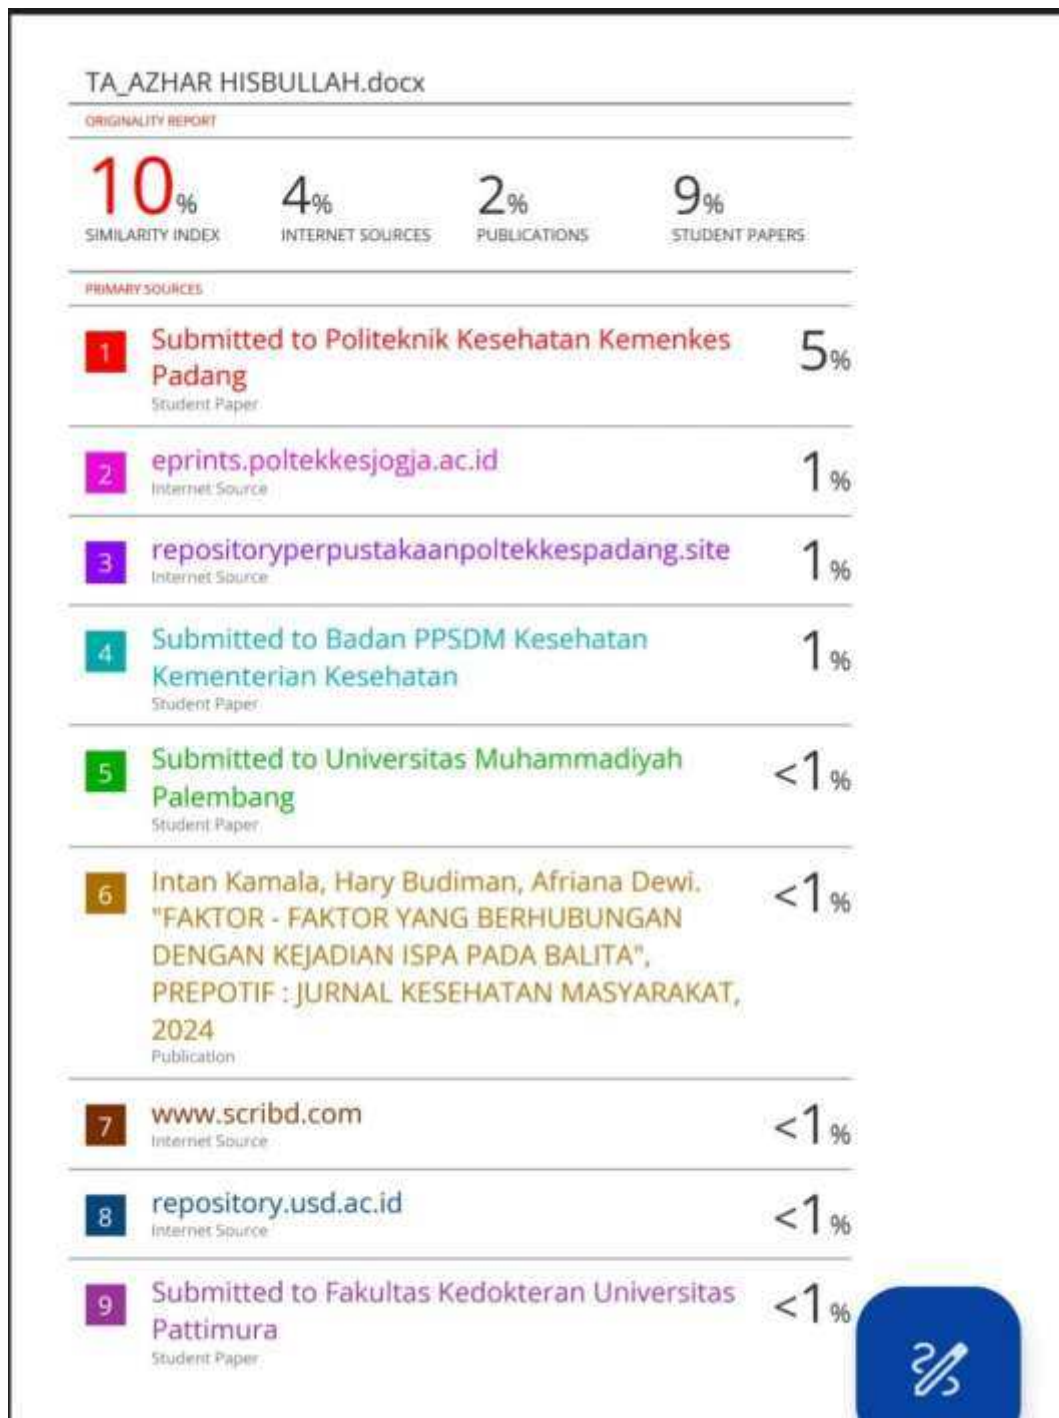 TA_AZHAR HISBULLAH.docx
ORIGINALITY REPORT
10% 4% 2% 9%
SIMILARITY INDEX INTERNET SOURCES PUBLICATIONS STUDENT PAPERS
PRIMARY SOURCES
1 Submitted to Politeknik Kesehatan Kemenkes 5%
Padang
Student Paper
2 eprints.poltekkesjogja.ac.id 1%
Internet Source
3 repositoryperpustakaanpoltekkespadang.site 1%
Internet Source
4 Submitted to Badan PPSDM Kesehatan 1%
Kementerian Kesehatan
Student Paper
5 Submitted to Universitas Muhammadiyah <1%
Palembang
Student Paper
6 Intan Kamala, Hary Budiman, Afriana Dewi. <1%
"FAKTOR - FAKTOR YANG BERHUBUNGAN
DENGAN KEJADIAN ISPA PADA BALITA",
PREPOTIF : JURNAL KESEHATAN MASYARAKAT,
2024
Publication
7 www.scribd.com <1%
Internet Source
8 repository.usd.ac.id <1%
Internet Source
9 Submitted to Fakultas Kedokteran Universitas <1%
Pattimura
Student Paper